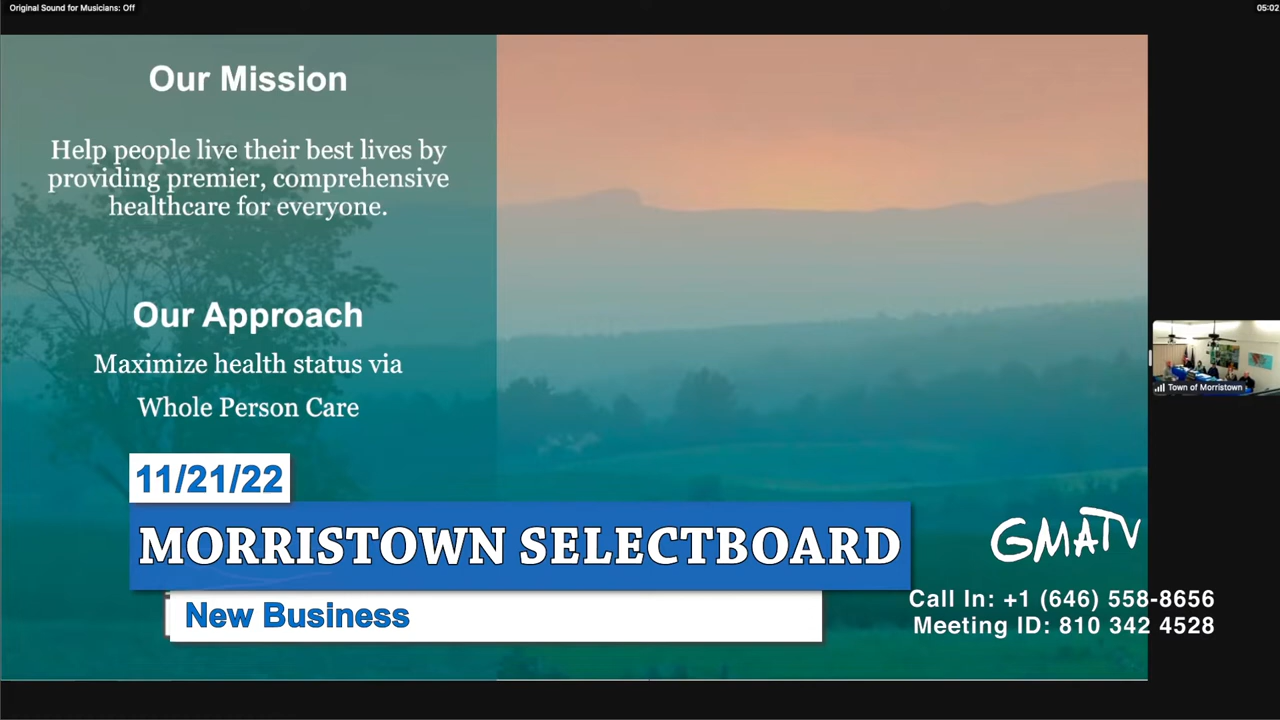 Original Sound for Musicians: Off
05:02
Our Mission
Help people live their best lives by
providing premier, comprehensive
healthcare for everyone.
Our Approach
Maximize health status via
Whole Person Care
Town of Morristown
11/21/22
MORRISTOWN SELECTBOARD
New Business
GMATV
Call In: +1 (646) 558-8656
Meeting ID: 810 342 4528